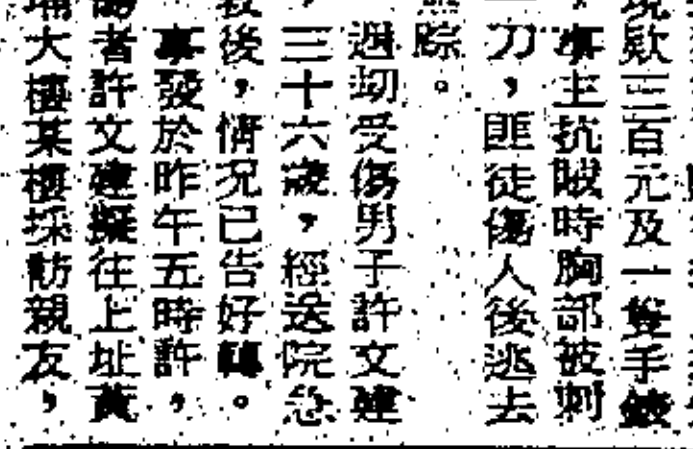 現欵三百元及一隻手鈹
，事主抗賊時胸部被刺
一刀，匪徒傷人後逃去
無踪。
遇刧受傷男子許文建
，三十六歲，經送院急
救後，情况已告好轉。
事發於昨午五時許，
傷者許文建擬往上址黃
埔大樓某樓採訪親友，